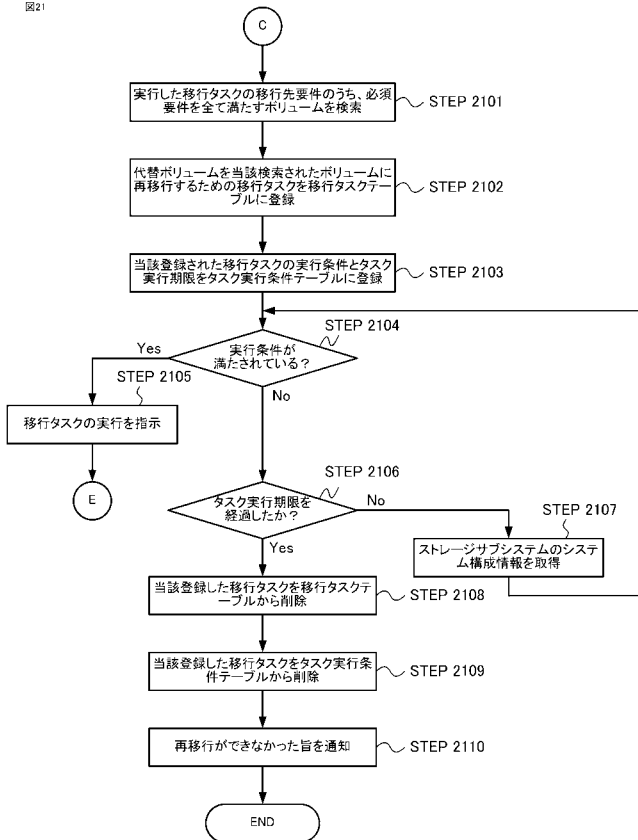 図21
C
実行した移行タスクの移行先要件のうち、必須
要件を全て満たすボリュームを検索
STEP 2101
代替ボリュームを当該検索されたボリュームに
再移行するための移行タスクを移行タスクテー
ブルに登録
STEP 2102
当該登録された移行タスクの実行条件とタスク
実行期限をタスク実行条件テーブルに登録
STEP 2103
STEP 2104
実行条件が
満たされている？
Yes
No
STEP 2105
移行タスクの実行を指示
E
STEP 2106
タスク実行期限を
経過したか？
No
Yes
STEP 2107
ストレージサブシステムのシステ
ム構成情報を取得
当該登録した移行タスクを移行タスクテ
ーブルから削除
STEP 2108
当該登録した移行タスクをタスク実行条
件テーブルから削除
STEP 2109
再移行ができなかった旨を通知
STEP 2110
END